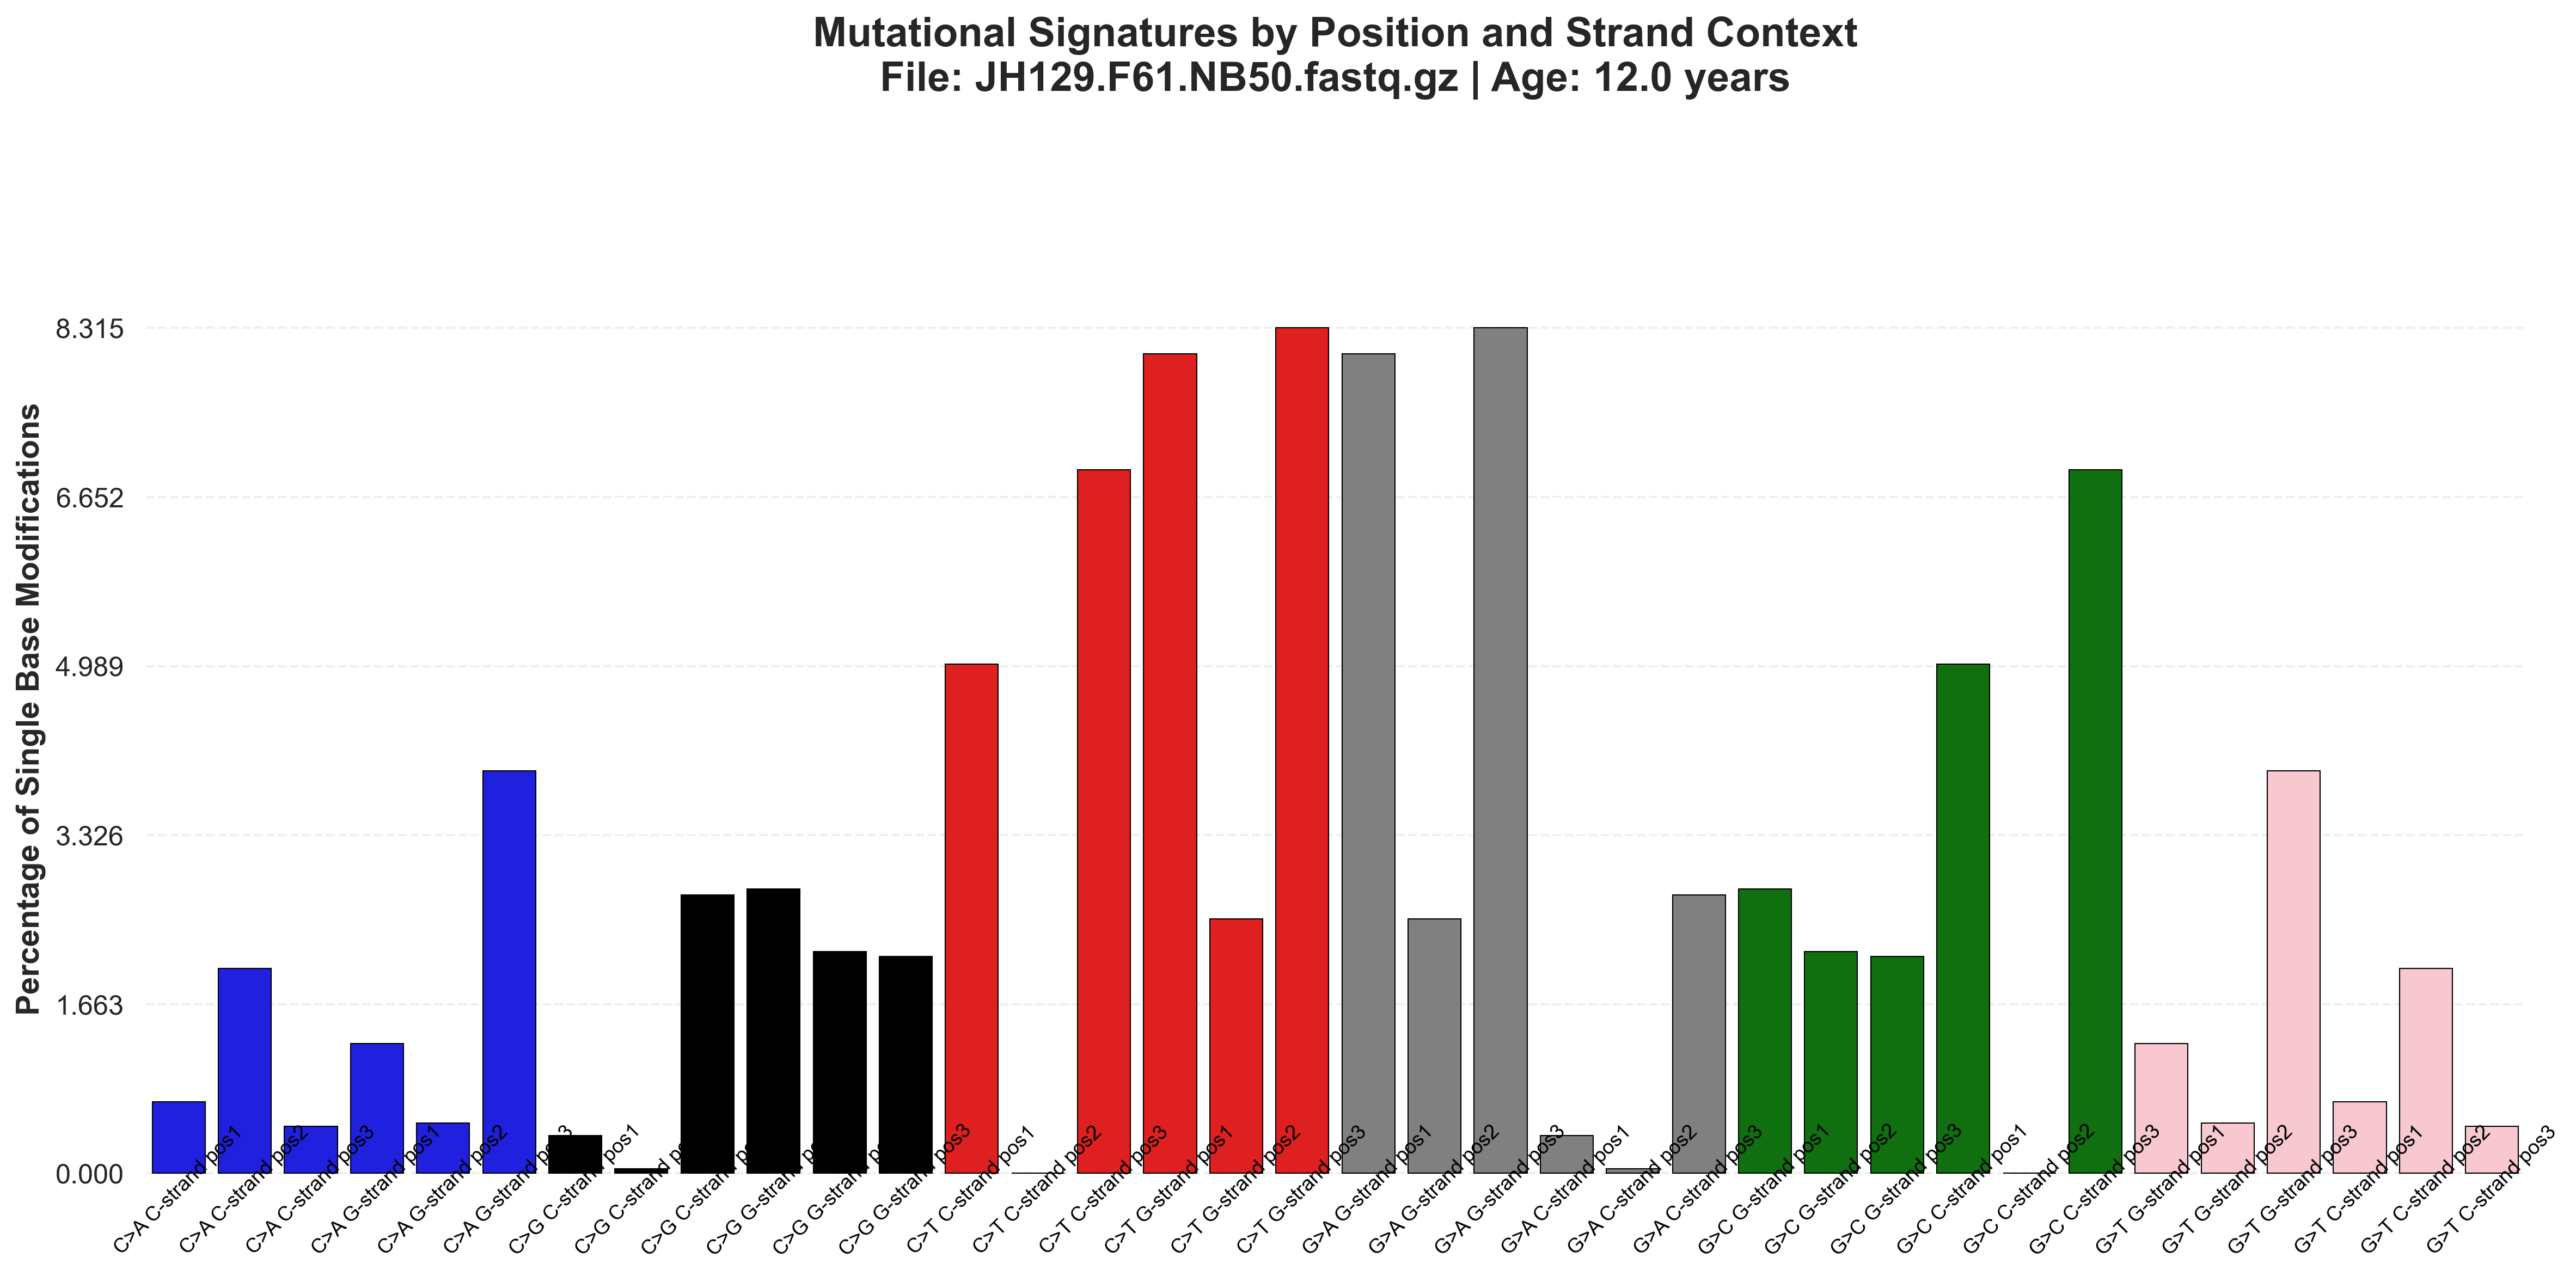 Mutational Signatures by Position and Strand Context
File: JH129.F61.NB50.fastq.gz | Age: 12.0 years
Percentage of Single Base Modifications
8.315
6.652
4.989
3.326
1.663
0.000
C>A C-strand pos1
C>A C-strand pos2
C>A C-strand pos3
C>A G-strand pos1
C>A G-strand pos2
C>A G-strand pos3
C>G C-strand pos1
C>G C-strand
C>G C-strand
C>G G-strand
C>G G-strand
C>G G-strand pos3
C>T C-strand pos1
C>T C-strand pos2
C>T C-strand pos3
C>T G-strand pos1
C>T G-strand pos2
C>T G-strand pos3
G>A G-strand pos1
G>A G-strand pos2
G>A G-strand pos3
G>A C-strand pos1
G>A C-strand pos2
G>A C-strand pos3
G>C G-strand pos1
G>C G-strand pos2
G>C G-strand pos3
G>C C-strand pos1
G>C C-strand pos2
G>C C-strand pos3
G>T G-strand pos1
G>T G-strand pos2
G>T G-strand pos3
G>T C-strand pos1
G>T C-strand pos2
G>T C-strand pos3